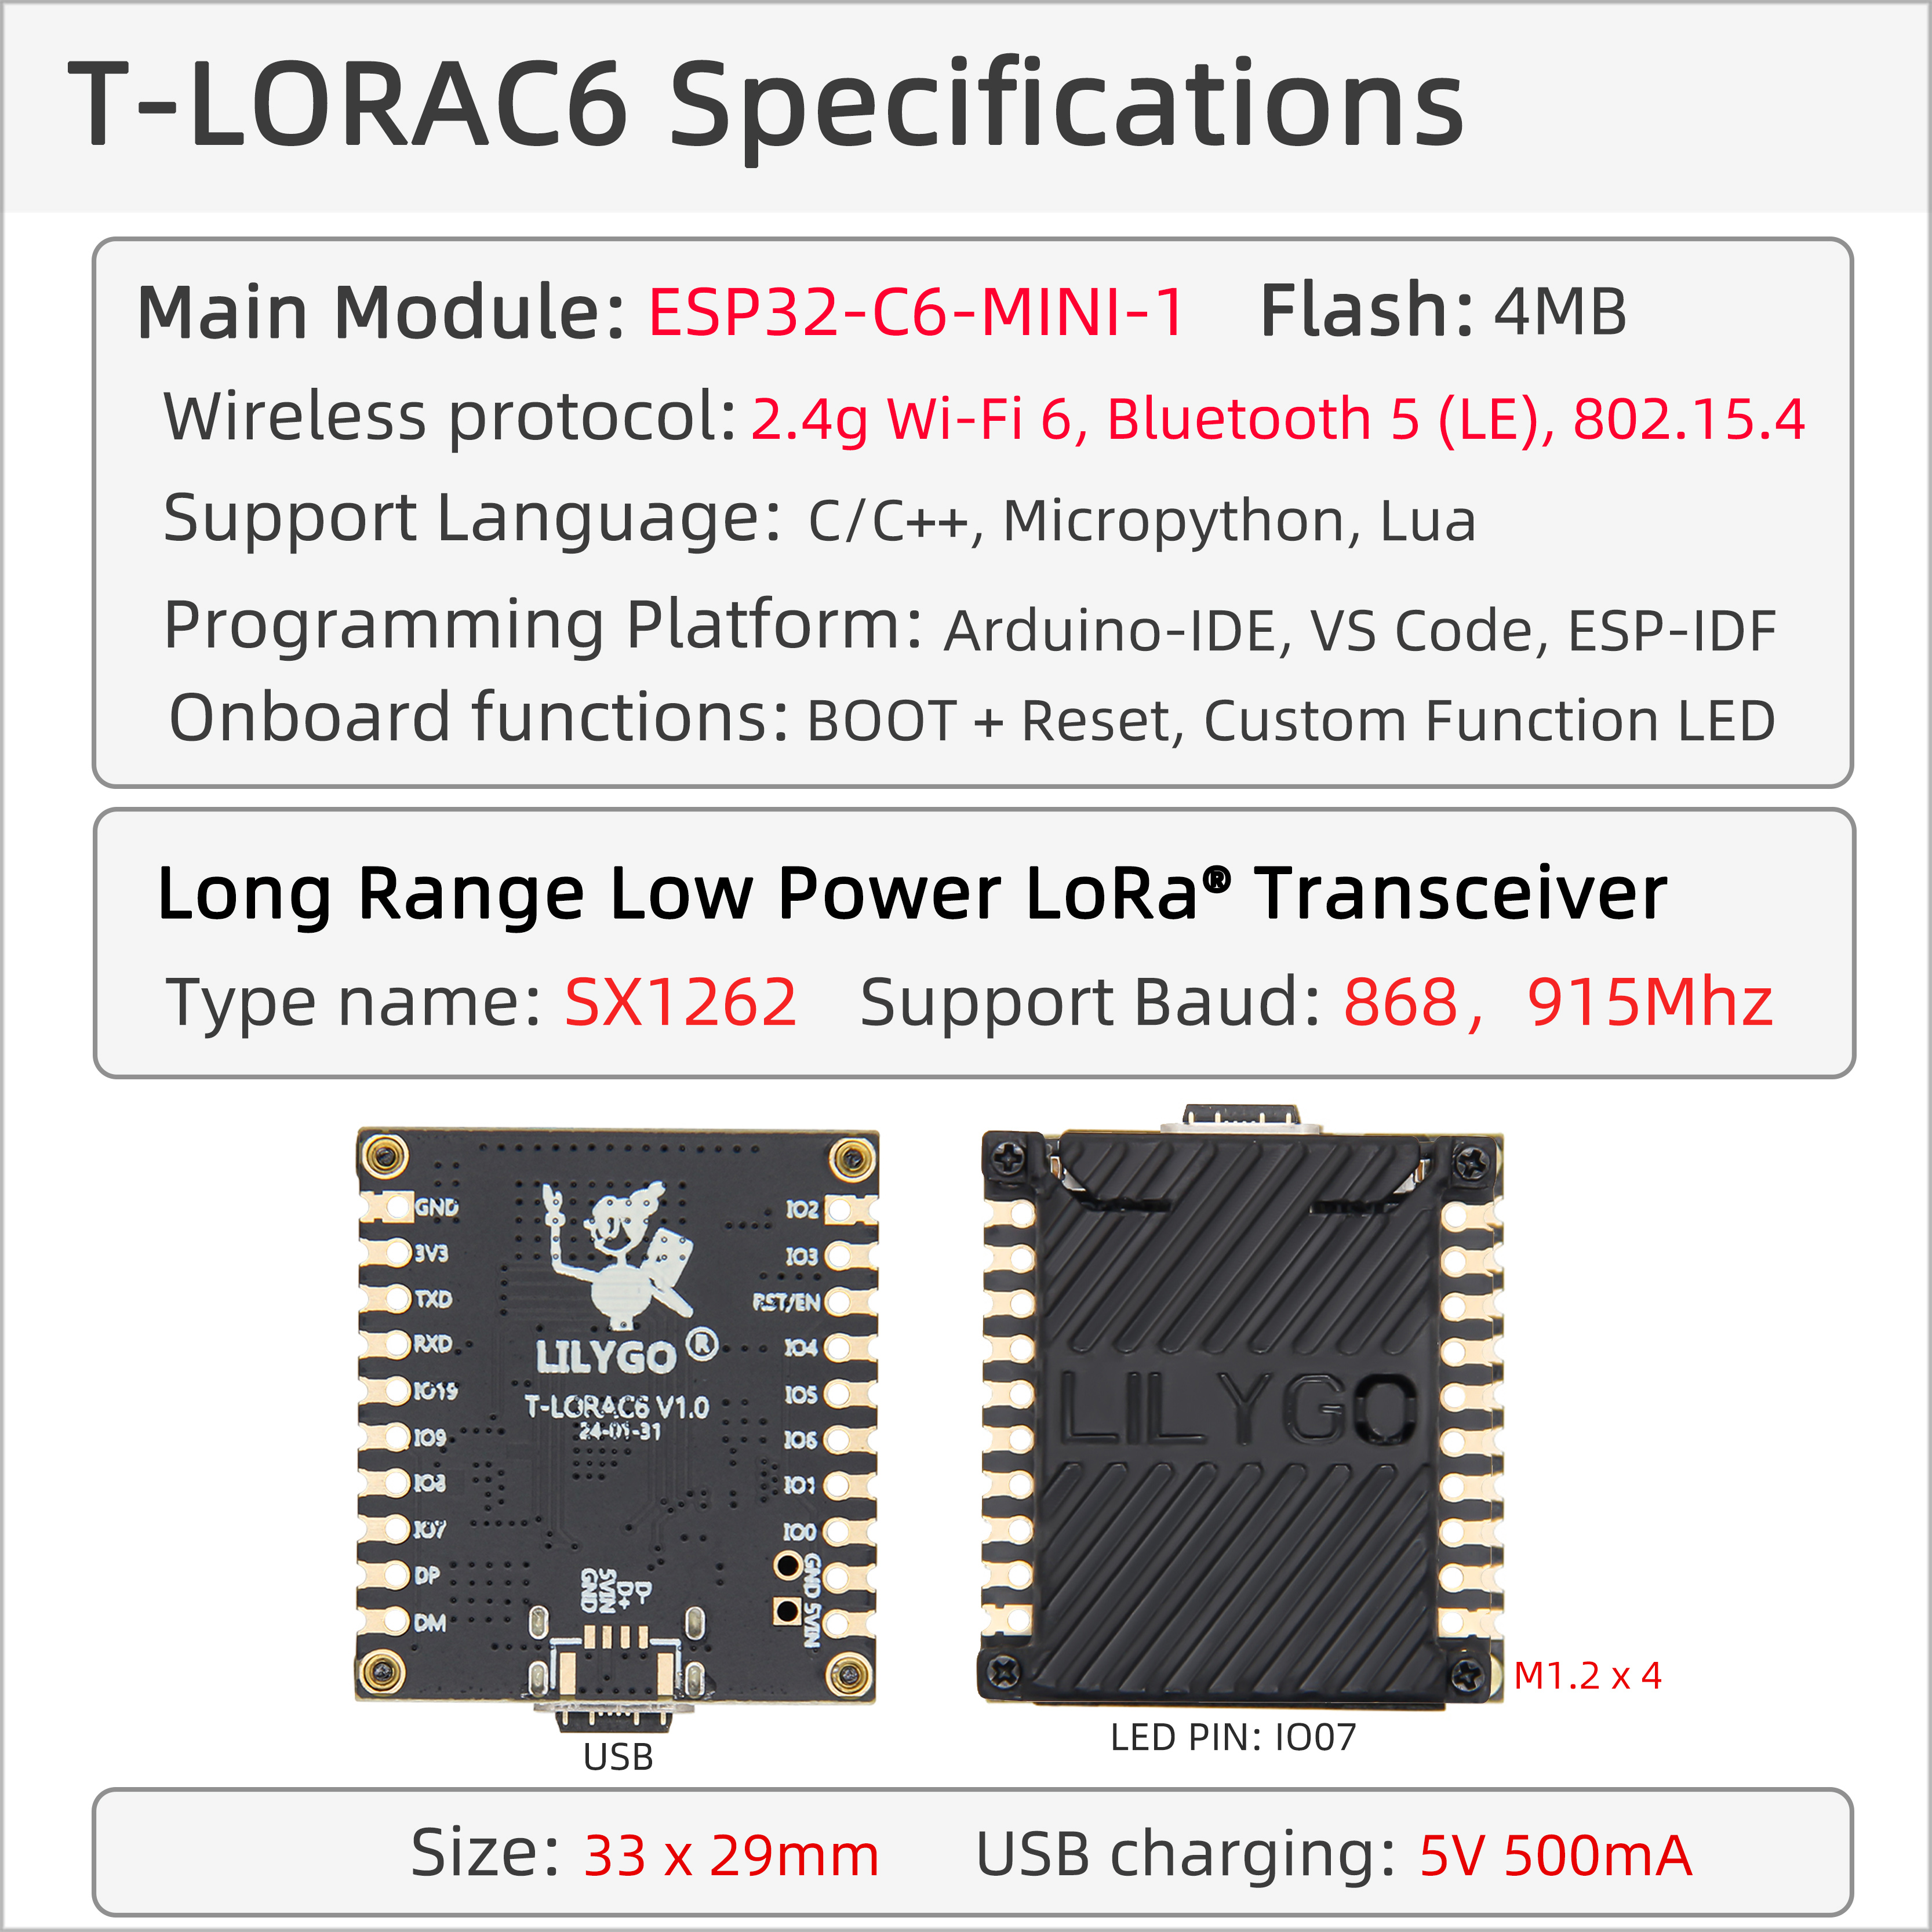 T-LORAC6 Specifications
Main Module: ESP32-C6-MINI-1 Flash: 4MB
Wireless protocol: 2.4g Wi-Fi 6, Bluetooth 5 (LE), 802.15.4
Support Language: C/C++, Micropython, Lua
Programming Platform: Arduino-IDE, VS Code, ESP-IDF
Onboard functions: BOOT + Reset, Custom Function LED
Long Range Low Power LoRa® Transceiver
Type name: SX1262 Support Baud: 868, 915Mhz
GND
3V3
TXD
RXD
IO19
IO9
IO8
IO7
DP
DM
LILYGO ®
T-LORAC6 V1.0
24-01-31
GND
5VIN
D+
D-
IO2
IO3
RST/EN
IO4
IO5
IO6
IO1
IO0
GND 5VIN
USB
LILYGO
M1.2 x 4
LED PIN: IO07
Size: 33 x 29mm USB charging: 5V 500mA